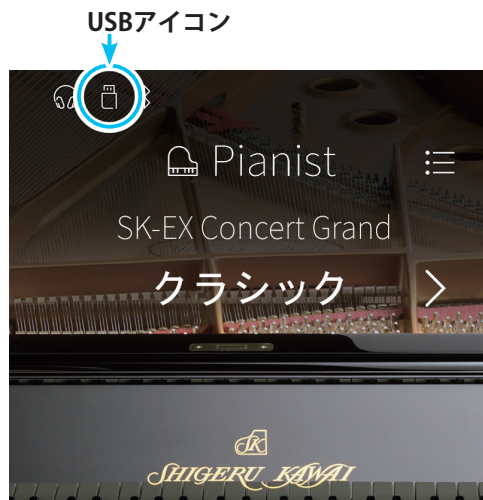 USBアイコン
Pianist
SK-EX Concert Grand
クラシック
SK
SHIGERU KAWAI